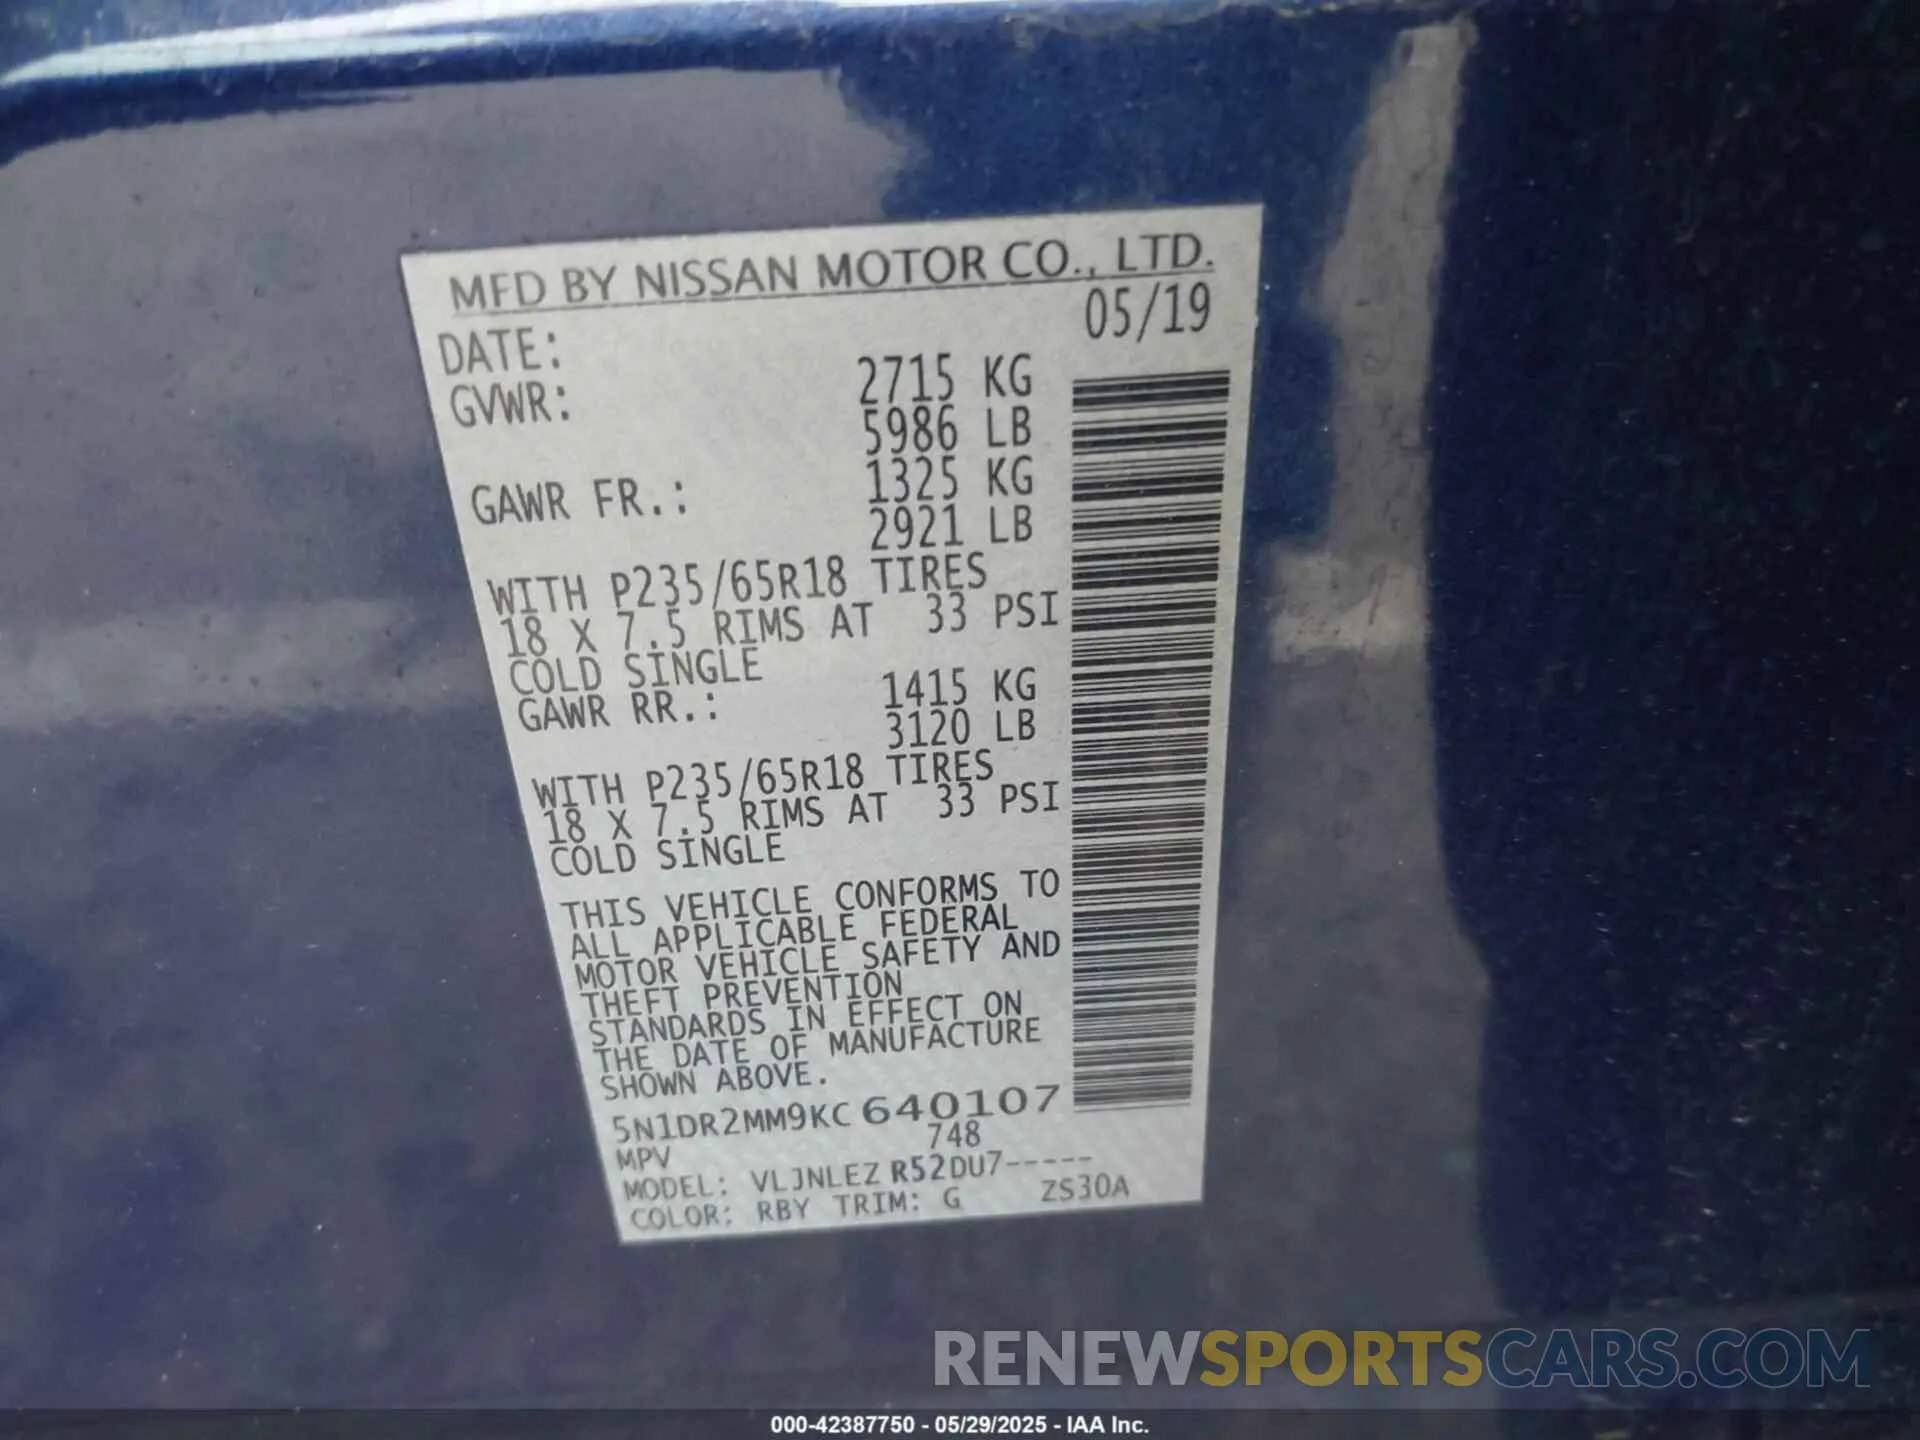 MFD BY NISSAN MOTOR CO., LTD.
DATE: 05/19
GVWR: 2715 KG
5986 LB
GAWR FR.: 1325 KG
2921 LB
WITH P235/65R18 TIRES
18 X 7.5 RIMS AT 33 PSI
COLD SINGLE
GAWR RR.: 1415 KG
3120 LB
WITH P235/65R18 TIRES
18 X 7.5 RIMS AT 33 PSI
COLD SINGLE
THIS VEHICLE CONFORMS TO
ALL APPLICABLE FEDERAL
MOTOR VEHICLE SAFETY AND
THEFT PREVENTION
STANDARDS IN EFFECT ON
THE DATE OF MANUFACTURE
SHOWN ABOVE.
5N1DR2MM9KC640107
MPV 748
MODEL: VLJNLEZ R52DU7-----
COLOR: RBY TRIM: G ZS30A
RENEWSPORTSCARS.COM
000-42387750 - 05/29/2025 - IAA Inc.